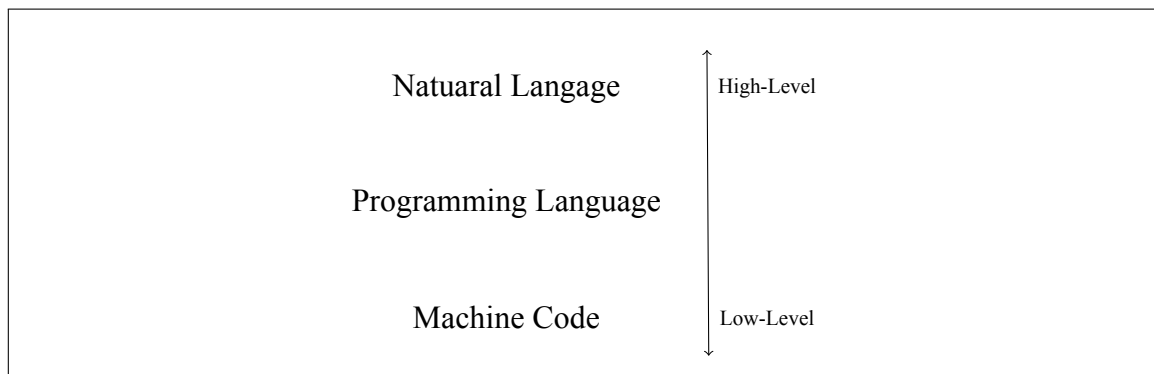 Natuaral Langage
High-Level
Programming Language
Machine Code
Low-Level